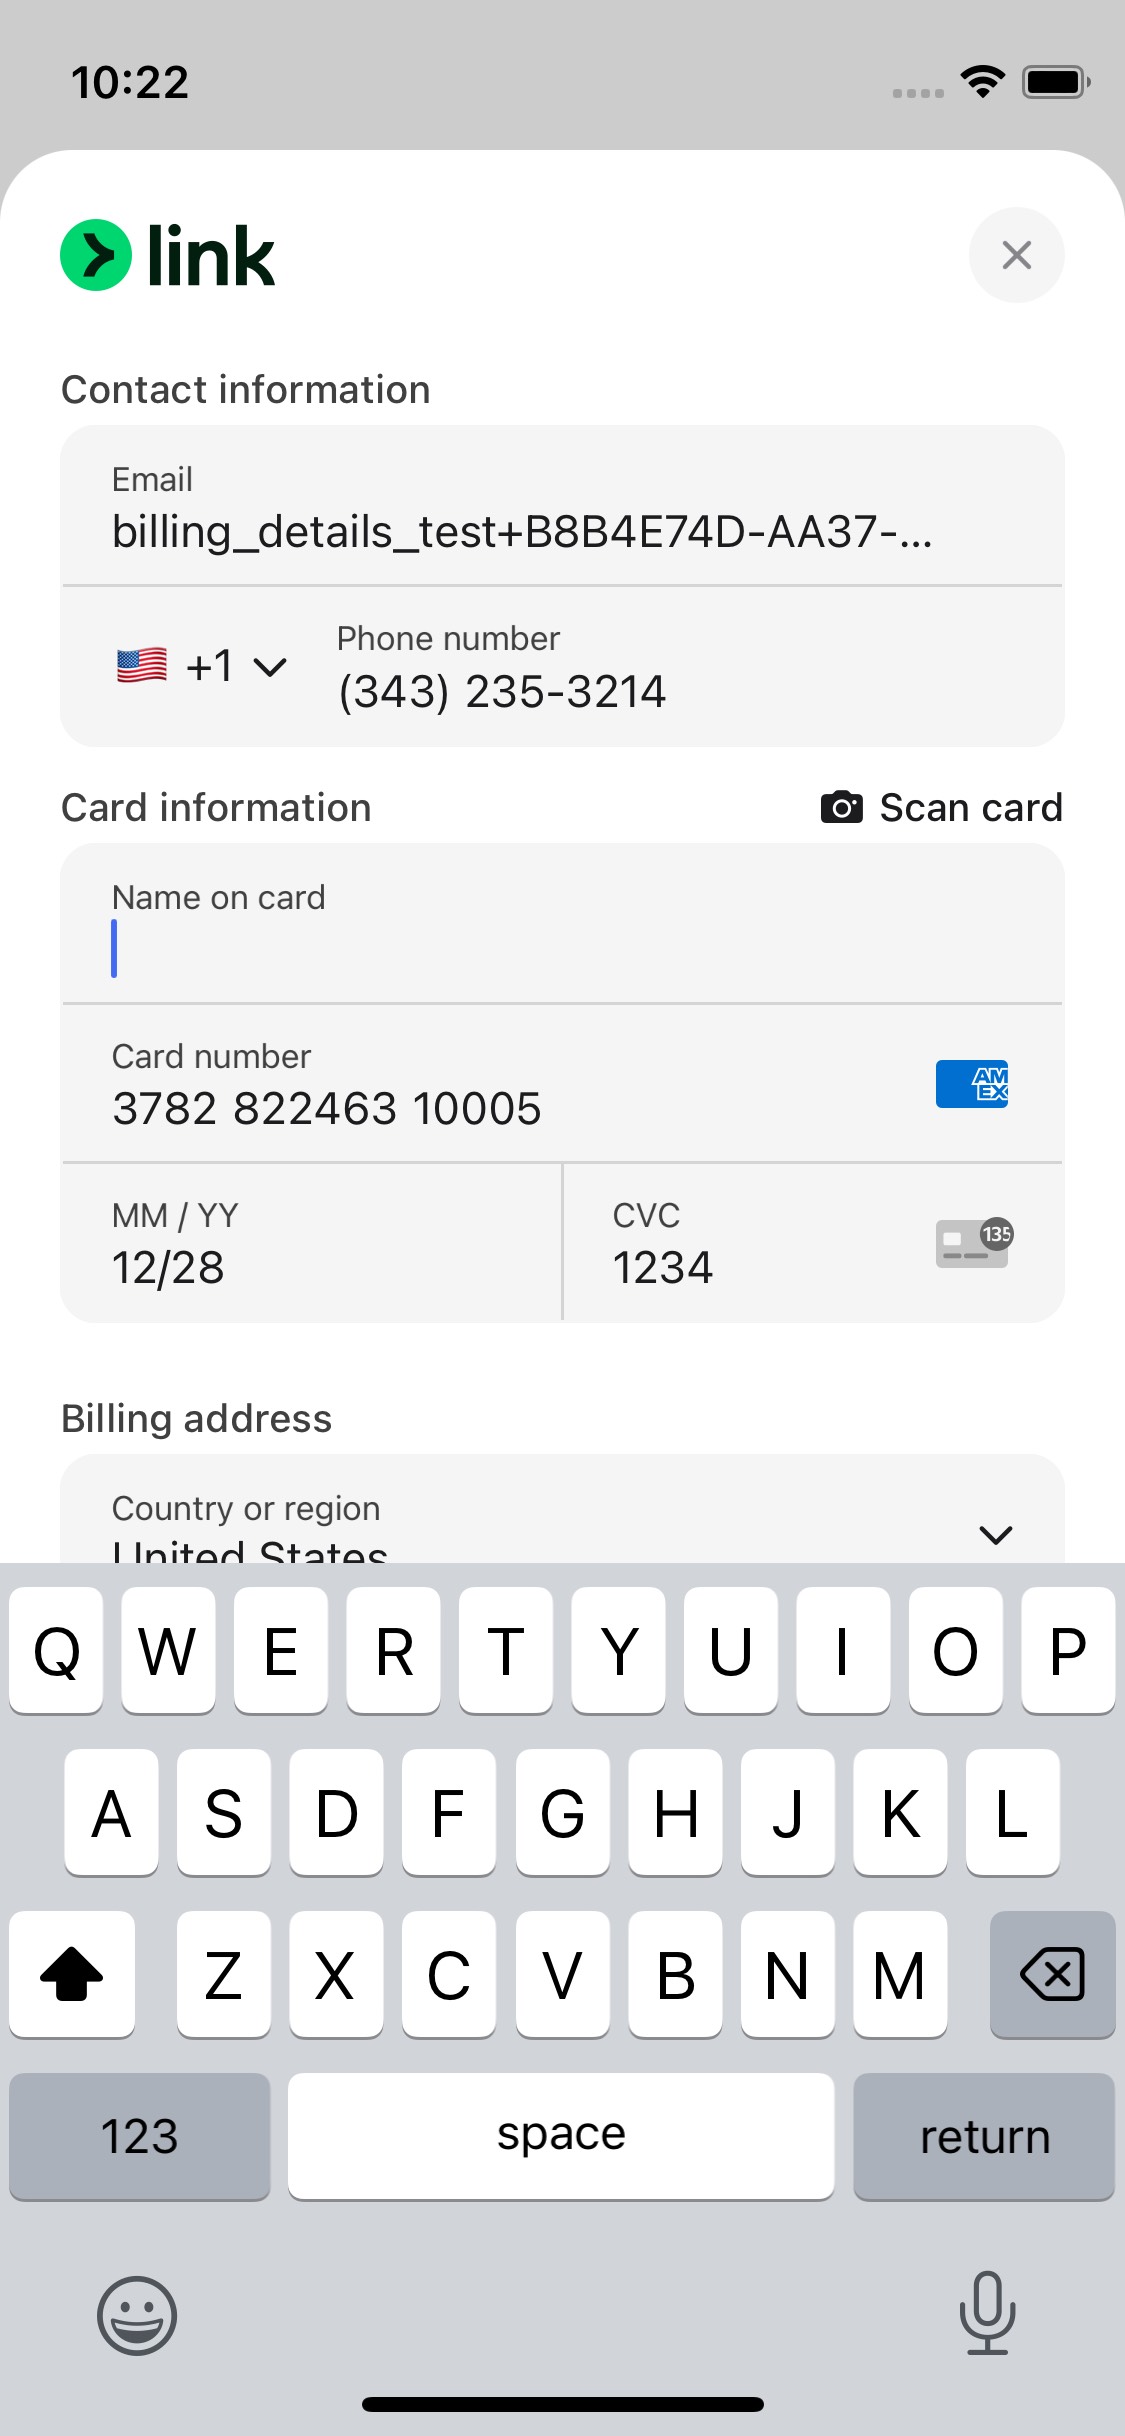 10:22
link
Contact information
Email
billing_details_test+B8B4E74D-AA37-...
+1
Phone number
(343) 235-3214
Card information
Scan card
Name on card
Card number
3782 822463 10005
AM
EX
MM / YY
12/28
CVC
1234
135
Billing address
Country or region
United States
Q W E R T Y U I O P
A S D F G H J K L
Z X C V B N M
123 space return